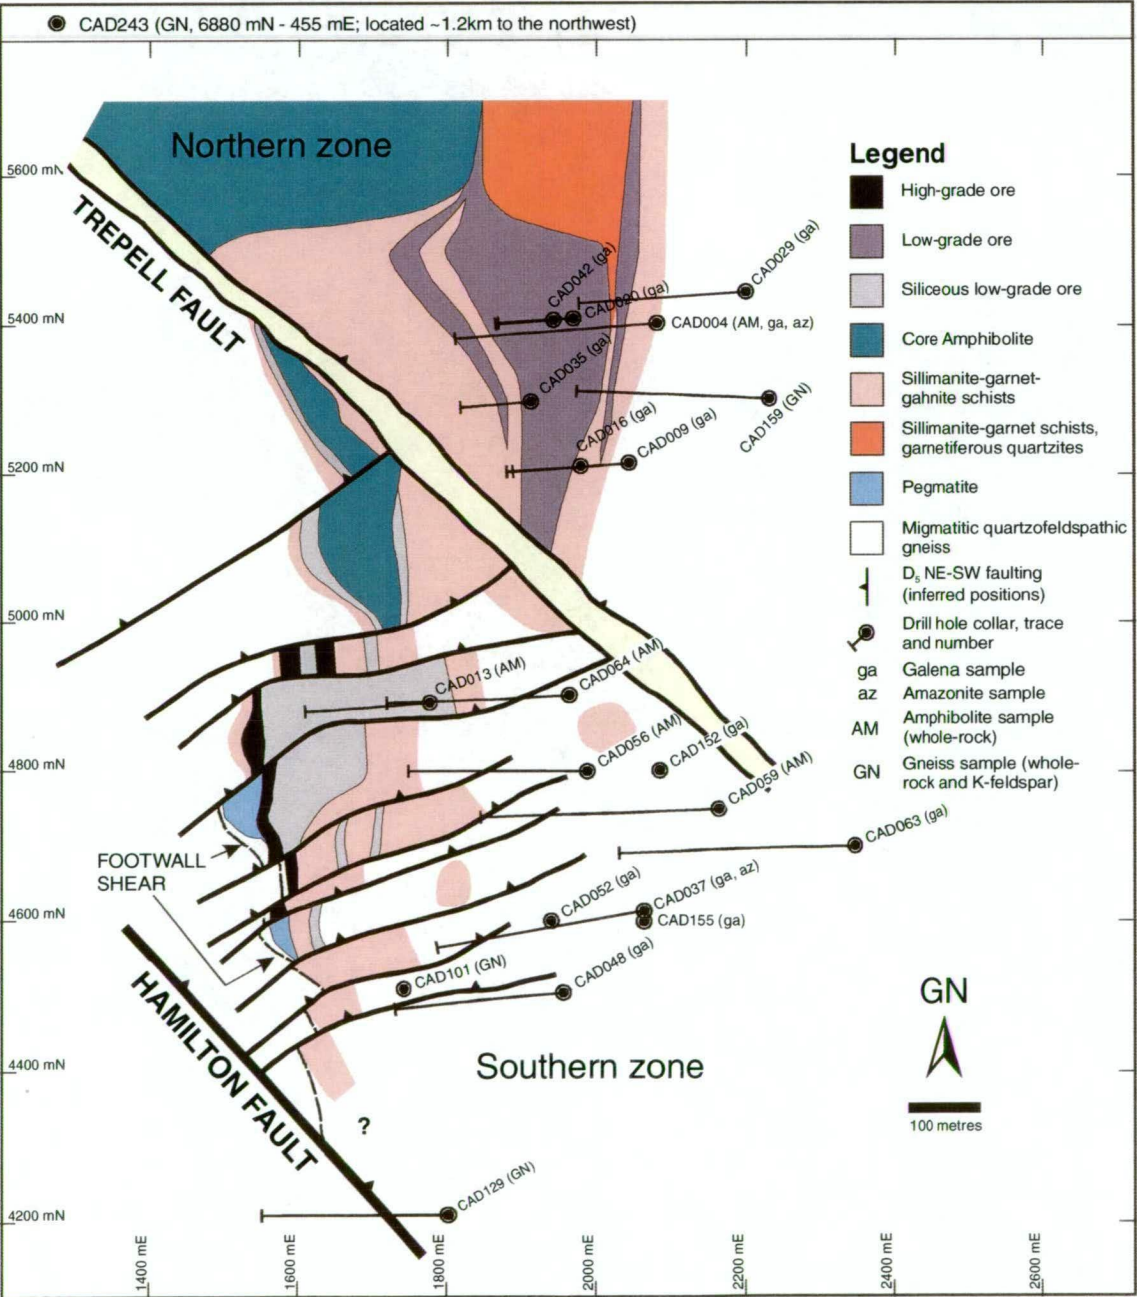 CAD243 (GN, 6880 mN - 455 mE; located ~1.2km to the northwest)
Northern zone
5600 mN
TREPELL FAULT
CAD029 (ga)
CAD042 (ga)
CAD020 (ga)
5400 mN
CAD004 (AM, ga, az)
CAD035 (ga)
CAD159 (GN)
CAD016 (ga)
CAD009 (ga)
5200 mN
5000 mN
CAD013 (AM)
CAD064 (AM)
CAD056 (AM)
CAD152 (ga)
4800 mN
CAD059 (AM)
CAD063 (ga)
FOOTWALL
SHEAR
CAD052 (ga)
CAD037 (ga, az)
CAD155 (ga)
4600 mN
CAD101 (GN)
CAD048 (ga)
HAMILTON FAULT
Southern zone
4400 mN
?
CAD129 (GN)
4200 mN
1400 mE
1600 mE
1800 mE
2000 mE
2200 mE
2400 mE
2600 mE
Legend
High-grade ore
Low-grade ore
Siliceous low-grade ore
Core Amphibolite
Sillimanite-garnet-
gahnite schists
Sillimanite-garnet schists,
garnetiferous quartzites
Pegmatite
Migmatitic quartzofeldspathic
gneiss
D₅ NE-SW faulting
(inferred positions)
Drill hole collar, trace
and number
ga Galena sample
az Amazonite sample
AM Amphibolite sample
(whole-rock)
GN Gneiss sample (whole-
rock and K-feldspar)
GN
100 metres